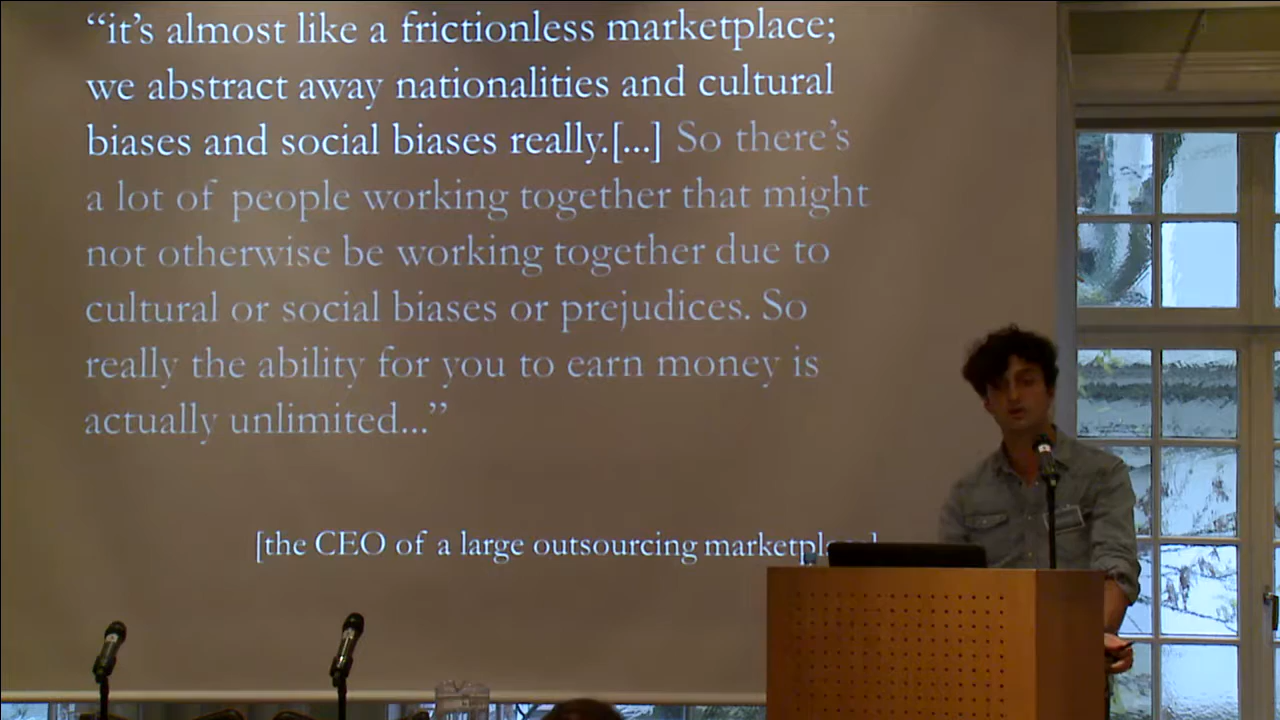 “it’s almost like a frictionless marketplace;
we abstract away nationalities and cultural
biases and social biases really.[...] So there’s
a lot of people working together that might
not otherwise be working together due to
cultural or social biases or prejudices. So
really the ability for you to earn money is
actually unlimited...”
[the CEO of a large outsourcing